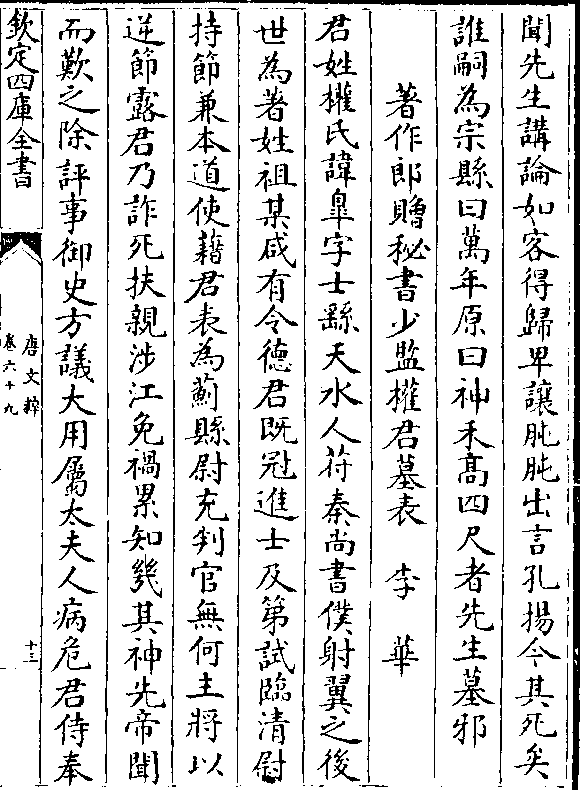 聞先生講論如客得歸卑讓肫肫出言孔揚今其死矣
誰嗣為宗縣曰萬年原曰神禾髙四尺者先生墓邪
著作郎贈秘書少監權君墓表　李華
君姓權氏諱臯字士繇天水人苻秦尚書僕射翼之後
世為著姓祖某咸有令德君既冠進士及第試臨清尉
持節兼本道使藉君表為薊縣尉充判官無何主將以
逆節露君乃詐死扶親涉江免禍累知幾其神先帝聞
而歎之除評事御史方議大用屬太夫人病危君侍奉
欽定四庫全書
唐文粹
卷六十九
十三